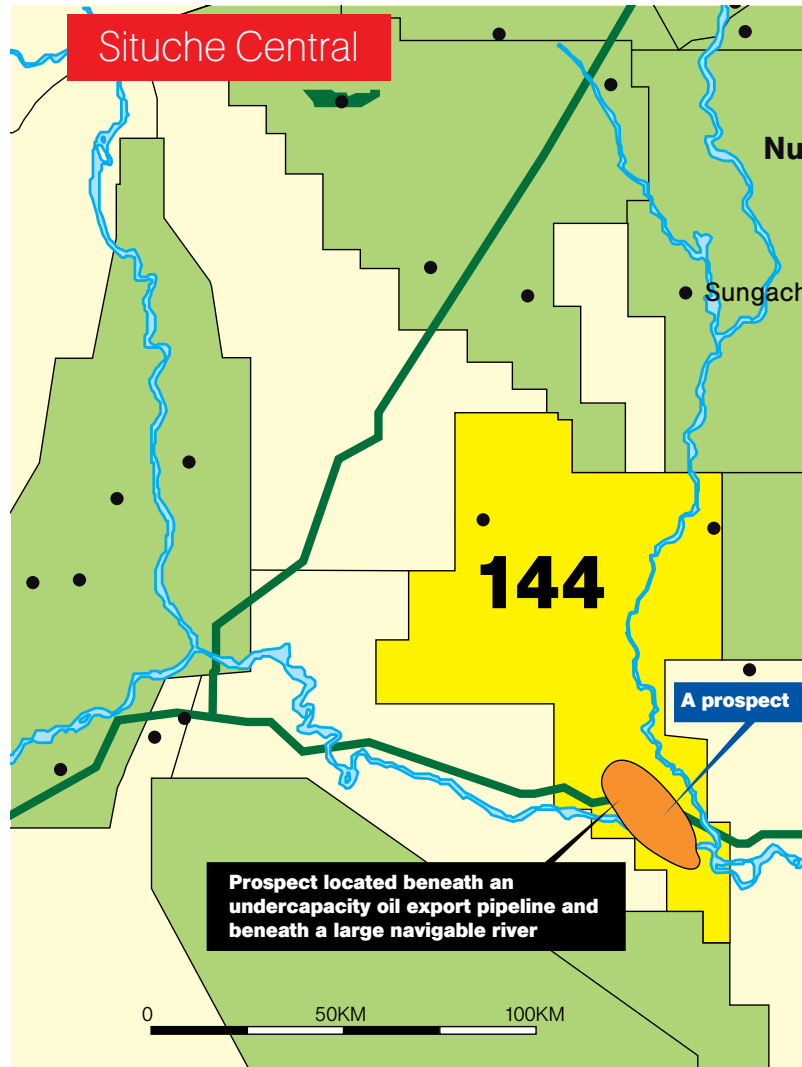 Situche Central
Nu
Sungach
144
A prospect
Prospect located beneath an
undercapacity oil export pipeline and
beneath a large navigable river
0 50KM 100KM